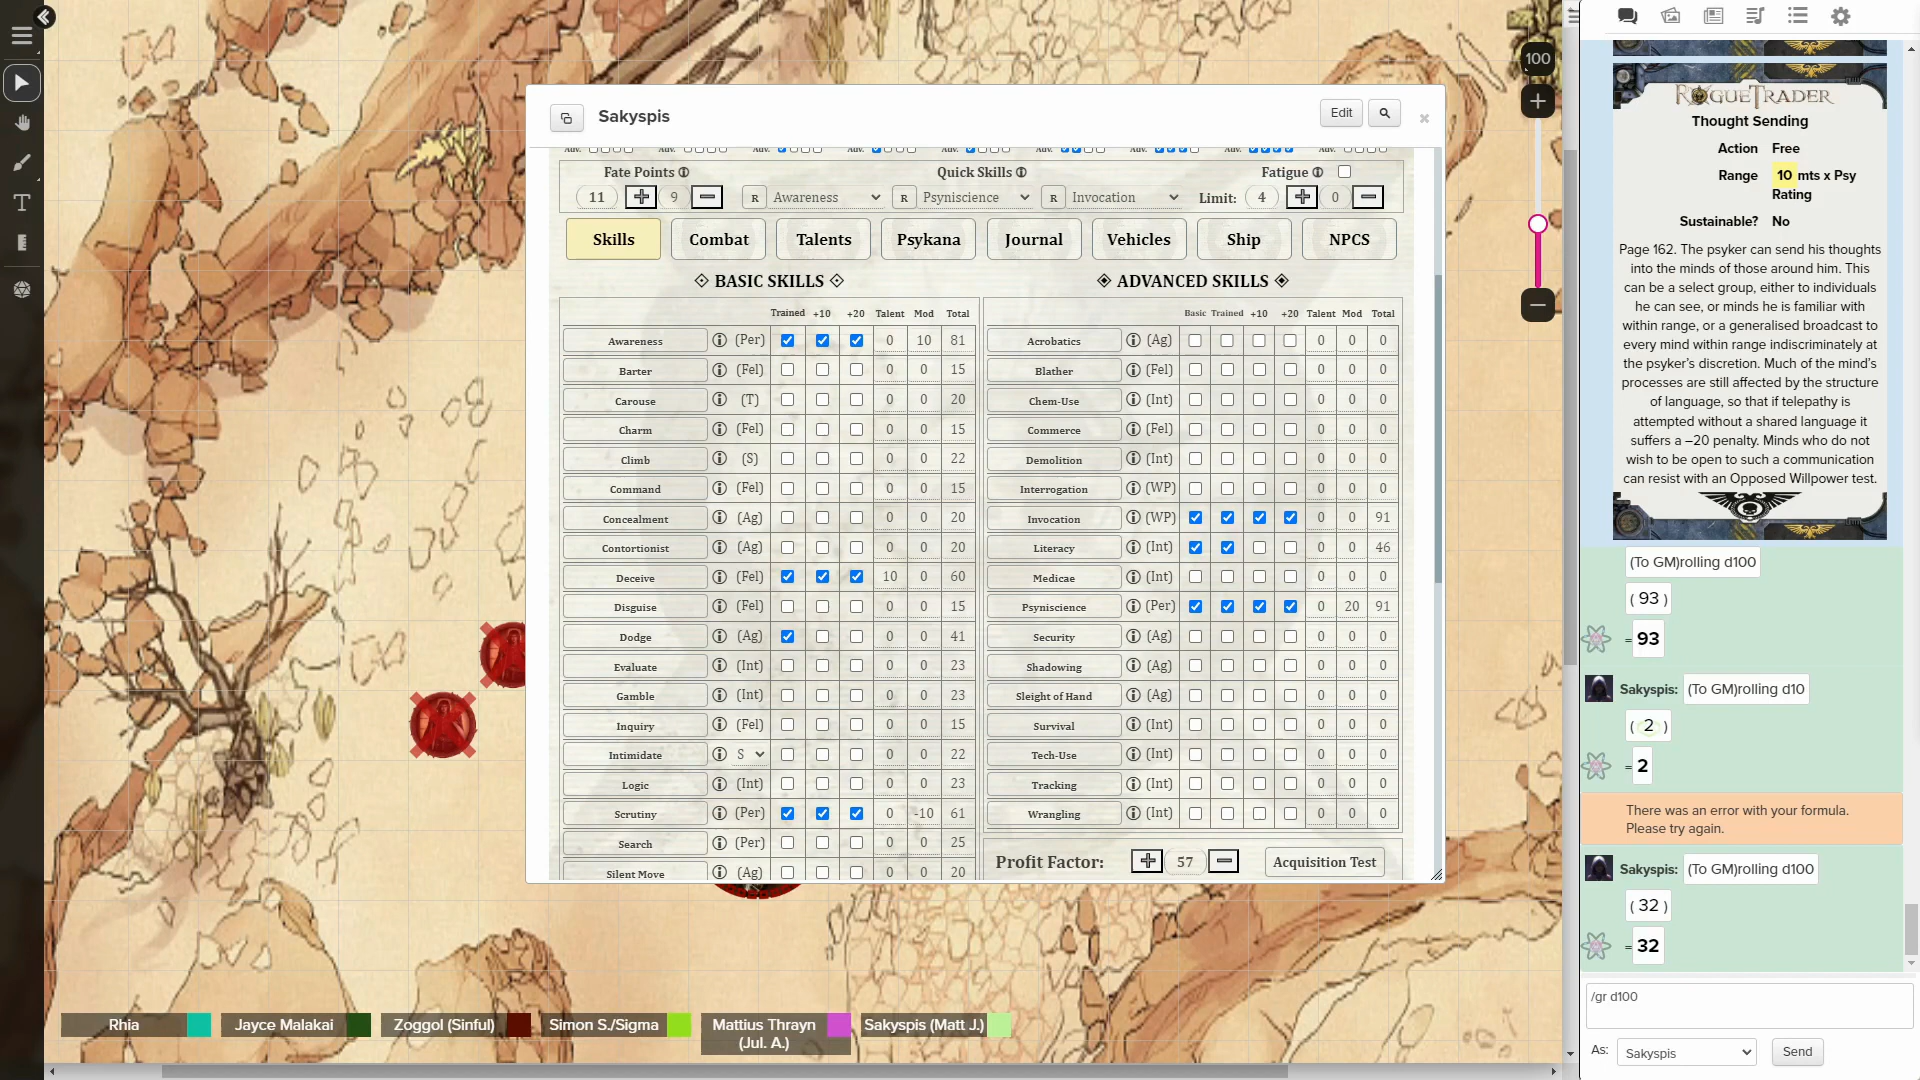 100
Sakyspis
Edit
Adv. Adv. Adv. Adv. Adv. Adv. Adv. Adv. Adv.
Fate Points Quick Skills Fatigue
11 9 R Awareness R Psyniscience R Invocation Limit: 4 0
Skills Combat Talents Psykana Journal Vehicles Ship NPCS
BASIC SKILLS
Trained +10 +20 Talent Mod Total
Awareness (Per) 0 10 81
Barter (Fel) 0 0 15
Carouse (T) 0 0 20
Charm (Fel) 0 0 15
Climb (S) 0 0 22
Command (Fel) 0 0 15
Concealment (Ag) 0 0 20
Contortionist (Ag) 0 0 20
Deceive (Fel) 10 0 60
Disguise (Fel) 0 0 15
Dodge (Ag) 0 0 41
Evaluate (Int) 0 0 23
Gamble (Int) 0 0 23
Inquiry (Fel) 0 0 15
Intimidate S 0 0 22
Logic (Int) 0 0 23
Scrutiny (Per) 0 -10 61
Search (Per) 0 0 25
Silent Move (Ag) 0 0 20
ADVANCED SKILLS
Basic Trained +10 +20 Talent Mod Total
Acrobatics (Ag) 0 0 0
Blather (Fel) 0 0 0
Chem-Use (Int) 0 0 0
Commerce (Fel) 0 0 0
Demolition (Int) 0 0 0
Interrogation (WP) 0 0 0
Invocation (WP) 0 0 91
Literacy (Int) 0 0 46
Medicae (Int) 0 0 0
Psyniscience (Per) 0 20 91
Security (Ag) 0 0 0
Shadowing (Ag) 0 0 0
Sleight of Hand (Ag) 0 0 0
Survival (Int) 0 0 0
Tech-Use (Int) 0 0 0
Tracking (Int) 0 0 0
Wrangling (Int) 0 0 0
Profit Factor: 57 Acquisition Test
Rhia
Jayce Malakai
Zoggol (Sinful)
Simon S./Sigma
Mattius Thrayn
(Jul. A.)
Sakyspis (Matt J.)
ROGUE TRADER
Thought Sending
Action Free
Range 10 mts x Psy
Rating
Sustainable? No
Page 162. The psyker can send his thoughts
into the minds of those around him. This
can be a select group, either to individuals
he can see, or minds he is familiar with
within range, or a generalised broadcast to
every mind within range indiscriminately at
the psyker's discretion. Much of the mind's
processes are still affected by the structure
of language, so that if telepathy is
attempted without a shared language it
suffers a –20 penalty. Minds who do not
wish to be open to such a communication
can resist with an Opposed Willpower test.
(To GM)rolling d100
( 93 )
= 93
Sakyspis: (To GM)rolling d10
( 2 )
= 2
There was an error with your formula.
Please try again.
Sakyspis: (To GM)rolling d100
( 32 )
= 32
/gr d100
As: Sakyspis Send